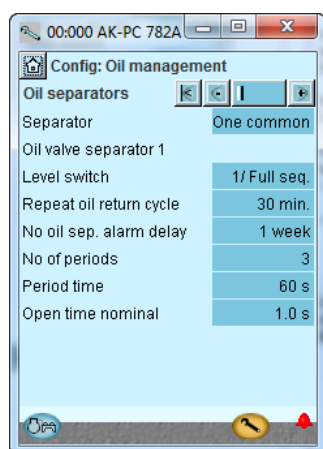 00:000 AK-PC 782A
Config: Oil management
Oil separators
Separator One common
Oil valve separator 1
Level switch 1/ Full seq.
Repeat oil return cycle 30 min.
No oil sep. alarm delay 1 week
No of periods 3
Period time 60 s
Open time nominal 1.0 s